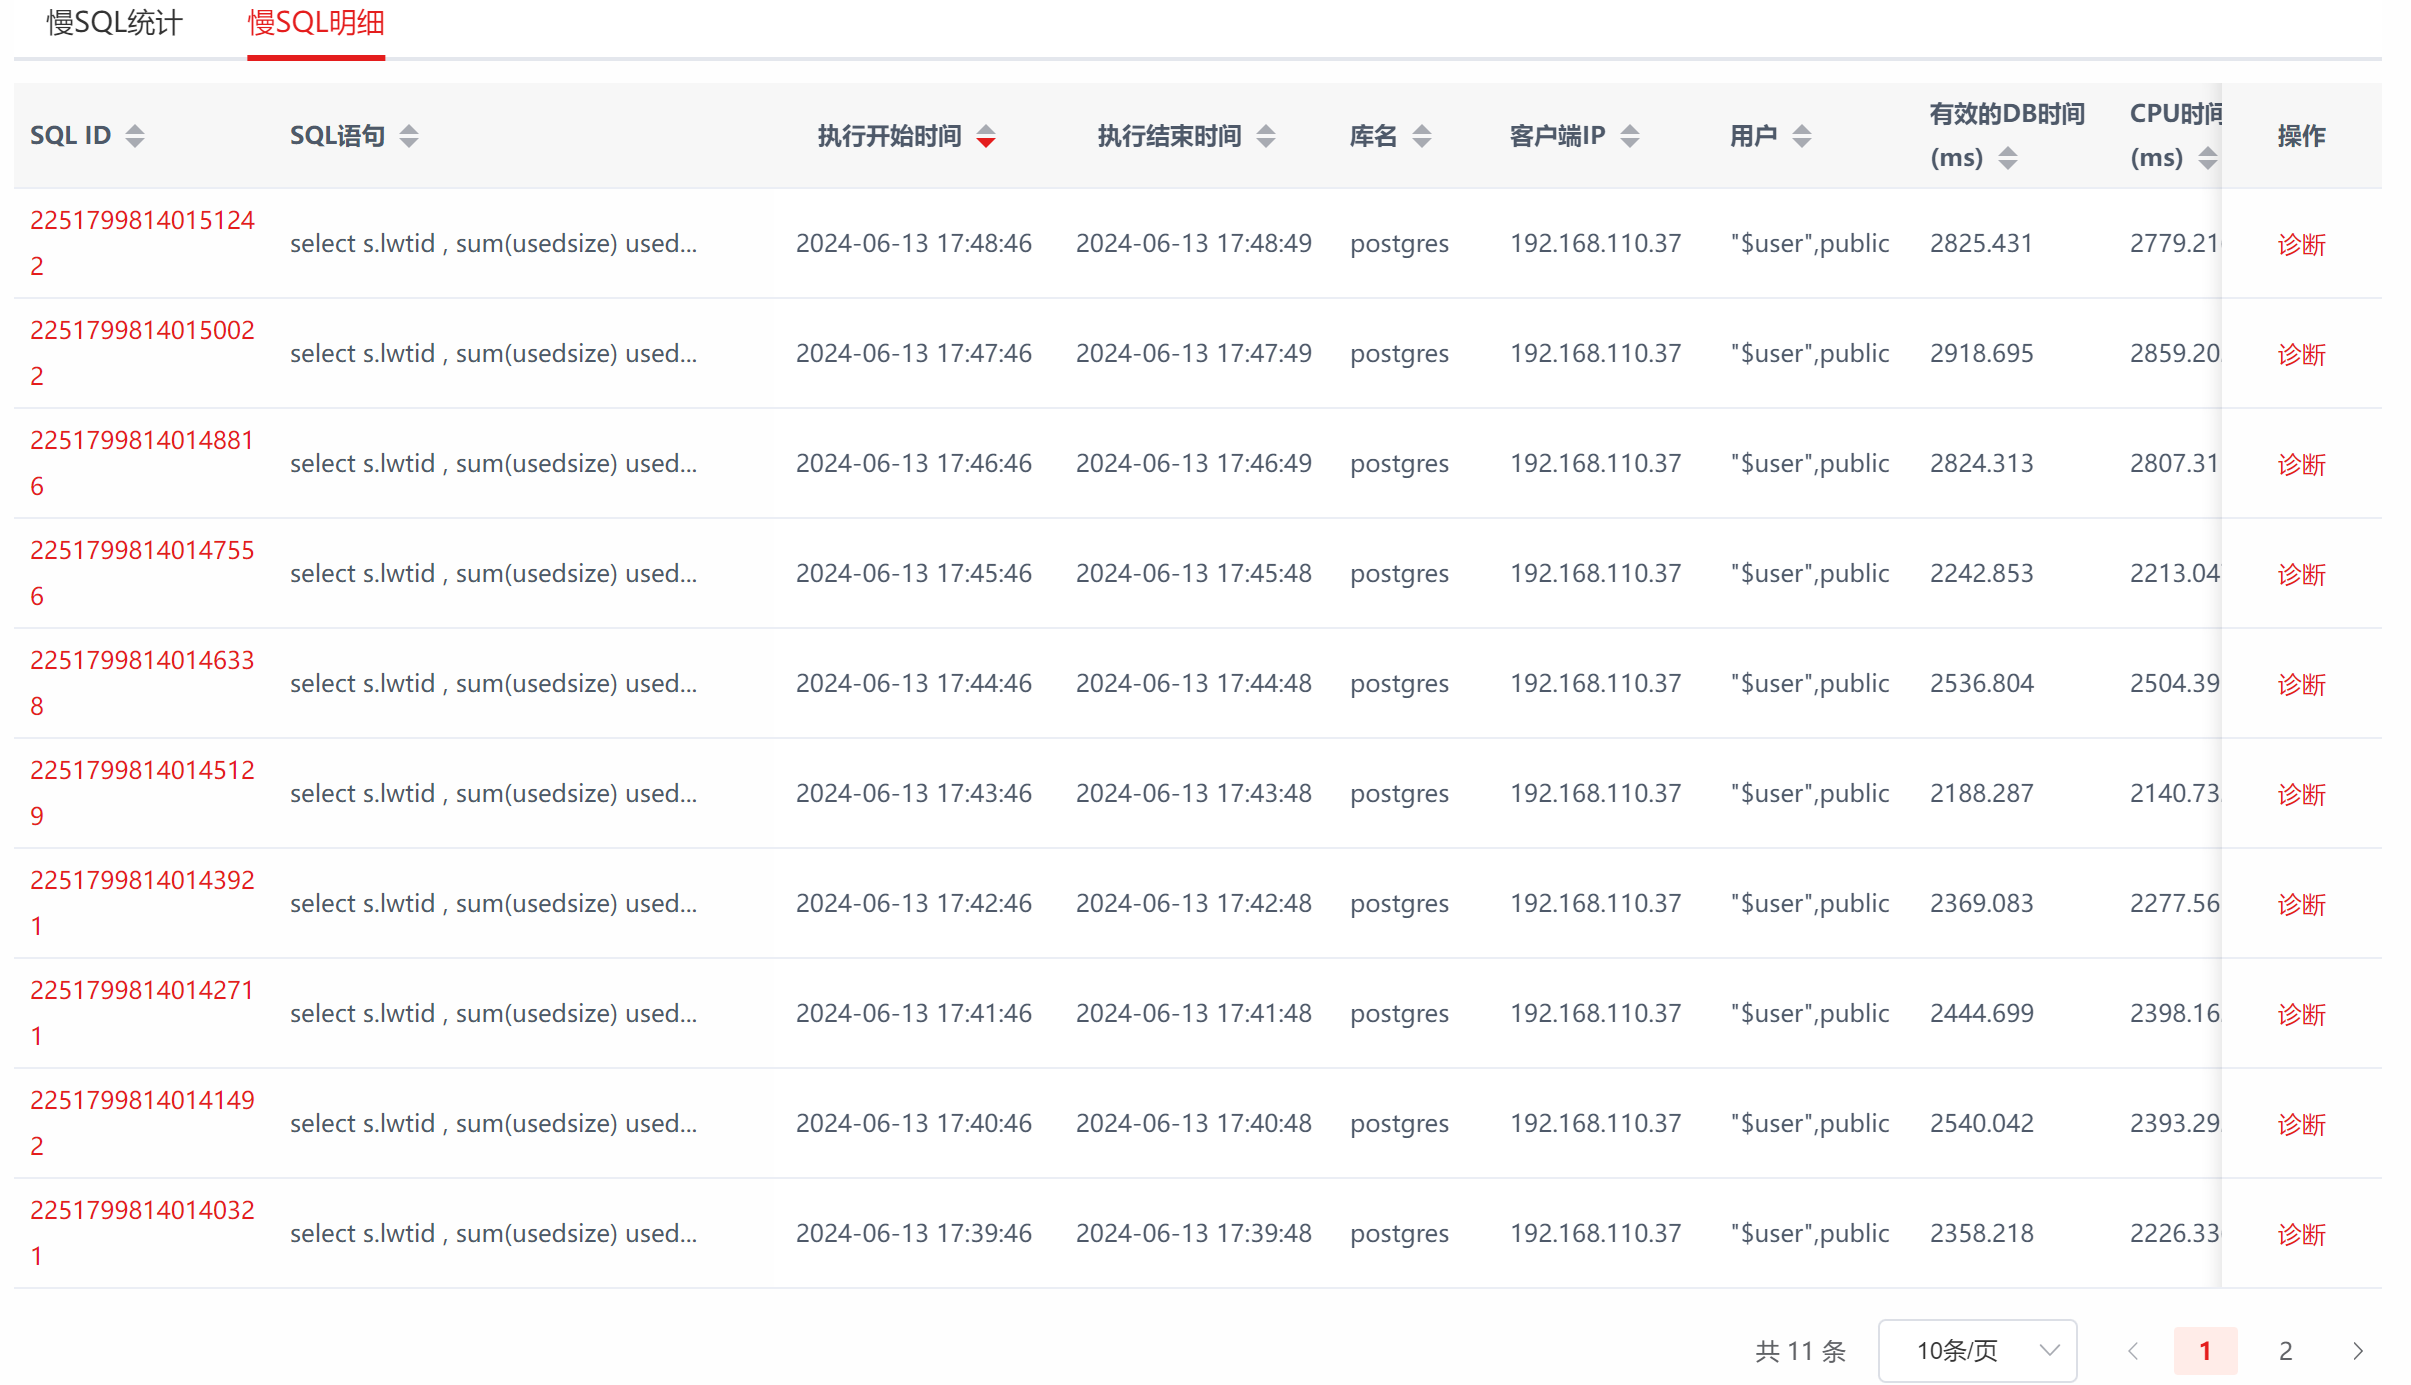 慢SQL统计 慢SQL明细
SQL ID SQL语句 执行开始时间 执行结束时间 库名 客户端IP 用户 有效的DB时间(ms) CPU时间(ms) 操作
22517998140151242 select s.lwtid , sum(usedsize) used... 2024-06-13 17:48:46 2024-06-13 17:48:49 postgres 192.168.110.37 "$user",public 2825.431 2779.21 诊断
22517998140150022 select s.lwtid , sum(usedsize) used... 2024-06-13 17:47:46 2024-06-13 17:47:49 postgres 192.168.110.37 "$user",public 2918.695 2859.20 诊断
22517998140148816 select s.lwtid , sum(usedsize) used... 2024-06-13 17:46:46 2024-06-13 17:46:49 postgres 192.168.110.37 "$user",public 2824.313 2807.31 诊断
22517998140147556 select s.lwtid , sum(usedsize) used... 2024-06-13 17:45:46 2024-06-13 17:45:48 postgres 192.168.110.37 "$user",public 2242.853 2213.04 诊断
22517998140146338 select s.lwtid , sum(usedsize) used... 2024-06-13 17:44:46 2024-06-13 17:44:48 postgres 192.168.110.37 "$user",public 2536.804 2504.39 诊断
22517998140145129 select s.lwtid , sum(usedsize) used... 2024-06-13 17:43:46 2024-06-13 17:43:48 postgres 192.168.110.37 "$user",public 2188.287 2140.73 诊断
22517998140143921 select s.lwtid , sum(usedsize) used... 2024-06-13 17:42:46 2024-06-13 17:42:48 postgres 192.168.110.37 "$user",public 2369.083 2277.56 诊断
22517998140142711 select s.lwtid , sum(usedsize) used... 2024-06-13 17:41:46 2024-06-13 17:41:48 postgres 192.168.110.37 "$user",public 2444.699 2398.16 诊断
22517998140141492 select s.lwtid , sum(usedsize) used... 2024-06-13 17:40:46 2024-06-13 17:40:48 postgres 192.168.110.37 "$user",public 2540.042 2393.29 诊断
22517998140140321 select s.lwtid , sum(usedsize) used... 2024-06-13 17:39:46 2024-06-13 17:39:48 postgres 192.168.110.37 "$user",public 2358.218 2226.33 诊断
共 11 条 10条/页 1 2